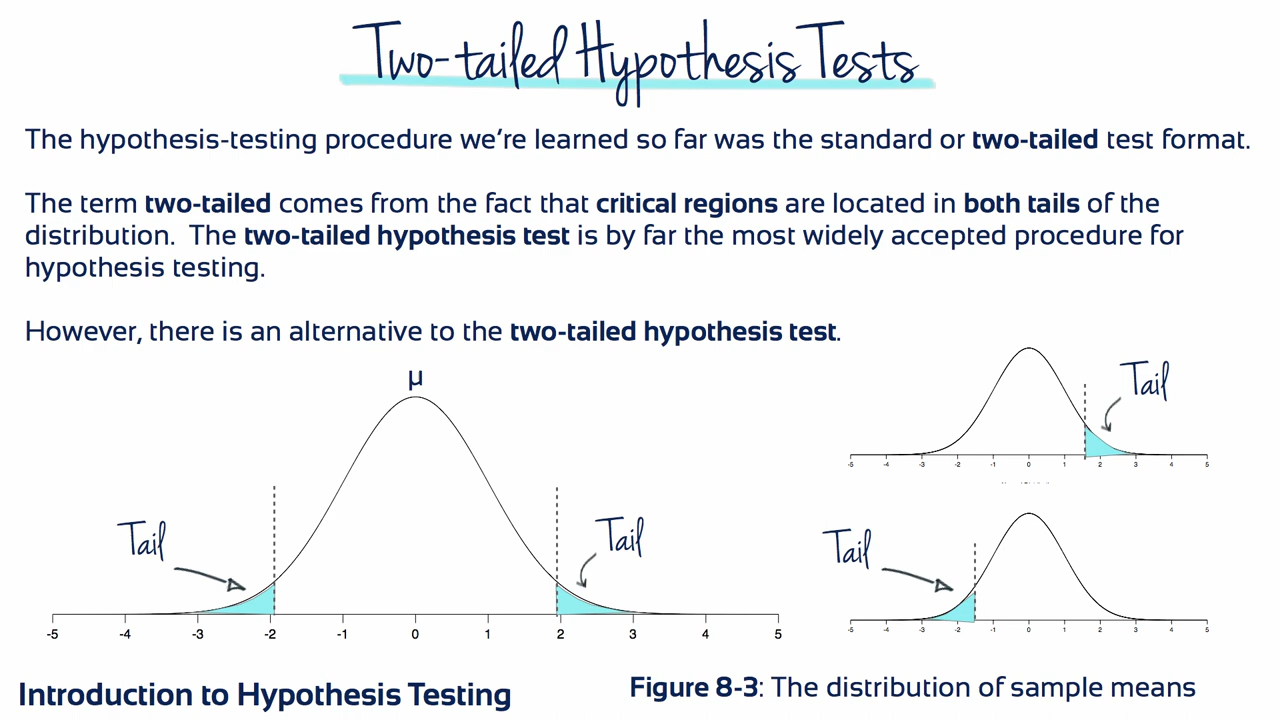 Two-tailed Hypothesis Tests
The hypothesis-testing procedure we're learned so far was the standard or two-tailed test format.
The term two-tailed comes from the fact that critical regions are located in both tails of the
distribution. The two-tailed hypothesis test is by far the most widely accepted procedure for
hypothesis testing.
However, there is an alternative to the two-tailed hypothesis test.
μ
Tail
Tail
-5 -4 -3 -2 -1 0 1 2 3 4 5
Tail
-5 -4 -3 -2 -1 0 1 2 3 4 5
Tail
-5 -4 -3 -2 -1 0 1 2 3 4 5
Introduction to Hypothesis Testing
Figure 8-3: The distribution of sample means